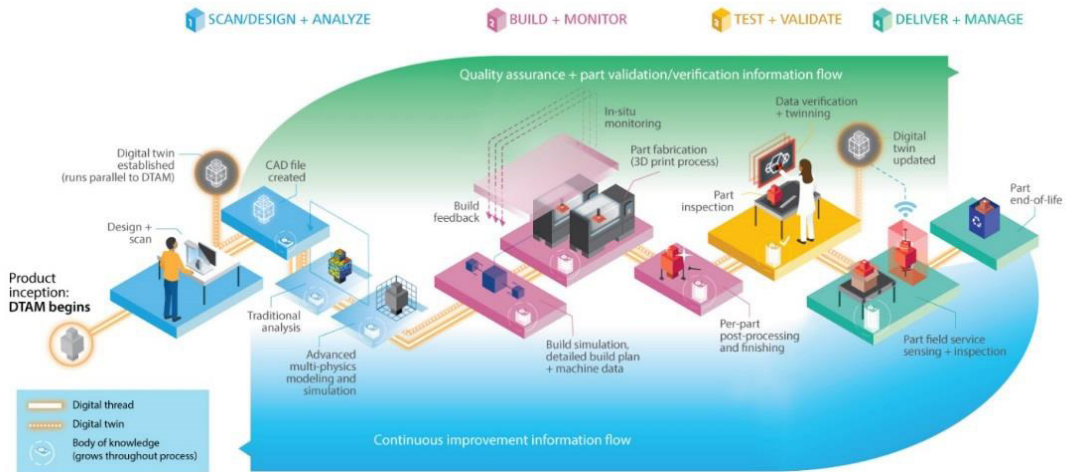 1 SCAN/DESIGN + ANALYZE
2 BUILD + MONITOR
3 TEST + VALIDATE
4 DELIVER + MANAGE
Quality assurance + part validation/verification information flow
Digital twin
established
(runs parallel to DTAM)
CAD file
created
Design +
scan
Product
inception:
DTAM begins
Traditional
analysis
Advanced
multi-physics
modeling and
simulation
In-situ
monitoring
Build
feedback
Part fabrication
(3D print process)
Build simulation,
detailed build plan
+ machine data
Per-part
post-processing
and finishing
Data verification
+ twinning
Part
inspection
Digital
twin
updated
Part
end-of-life
Part field service
sensing + inspection
Digital thread
Digital twin
Body of knowledge
(grows throughout process)
Continuous improvement information flow